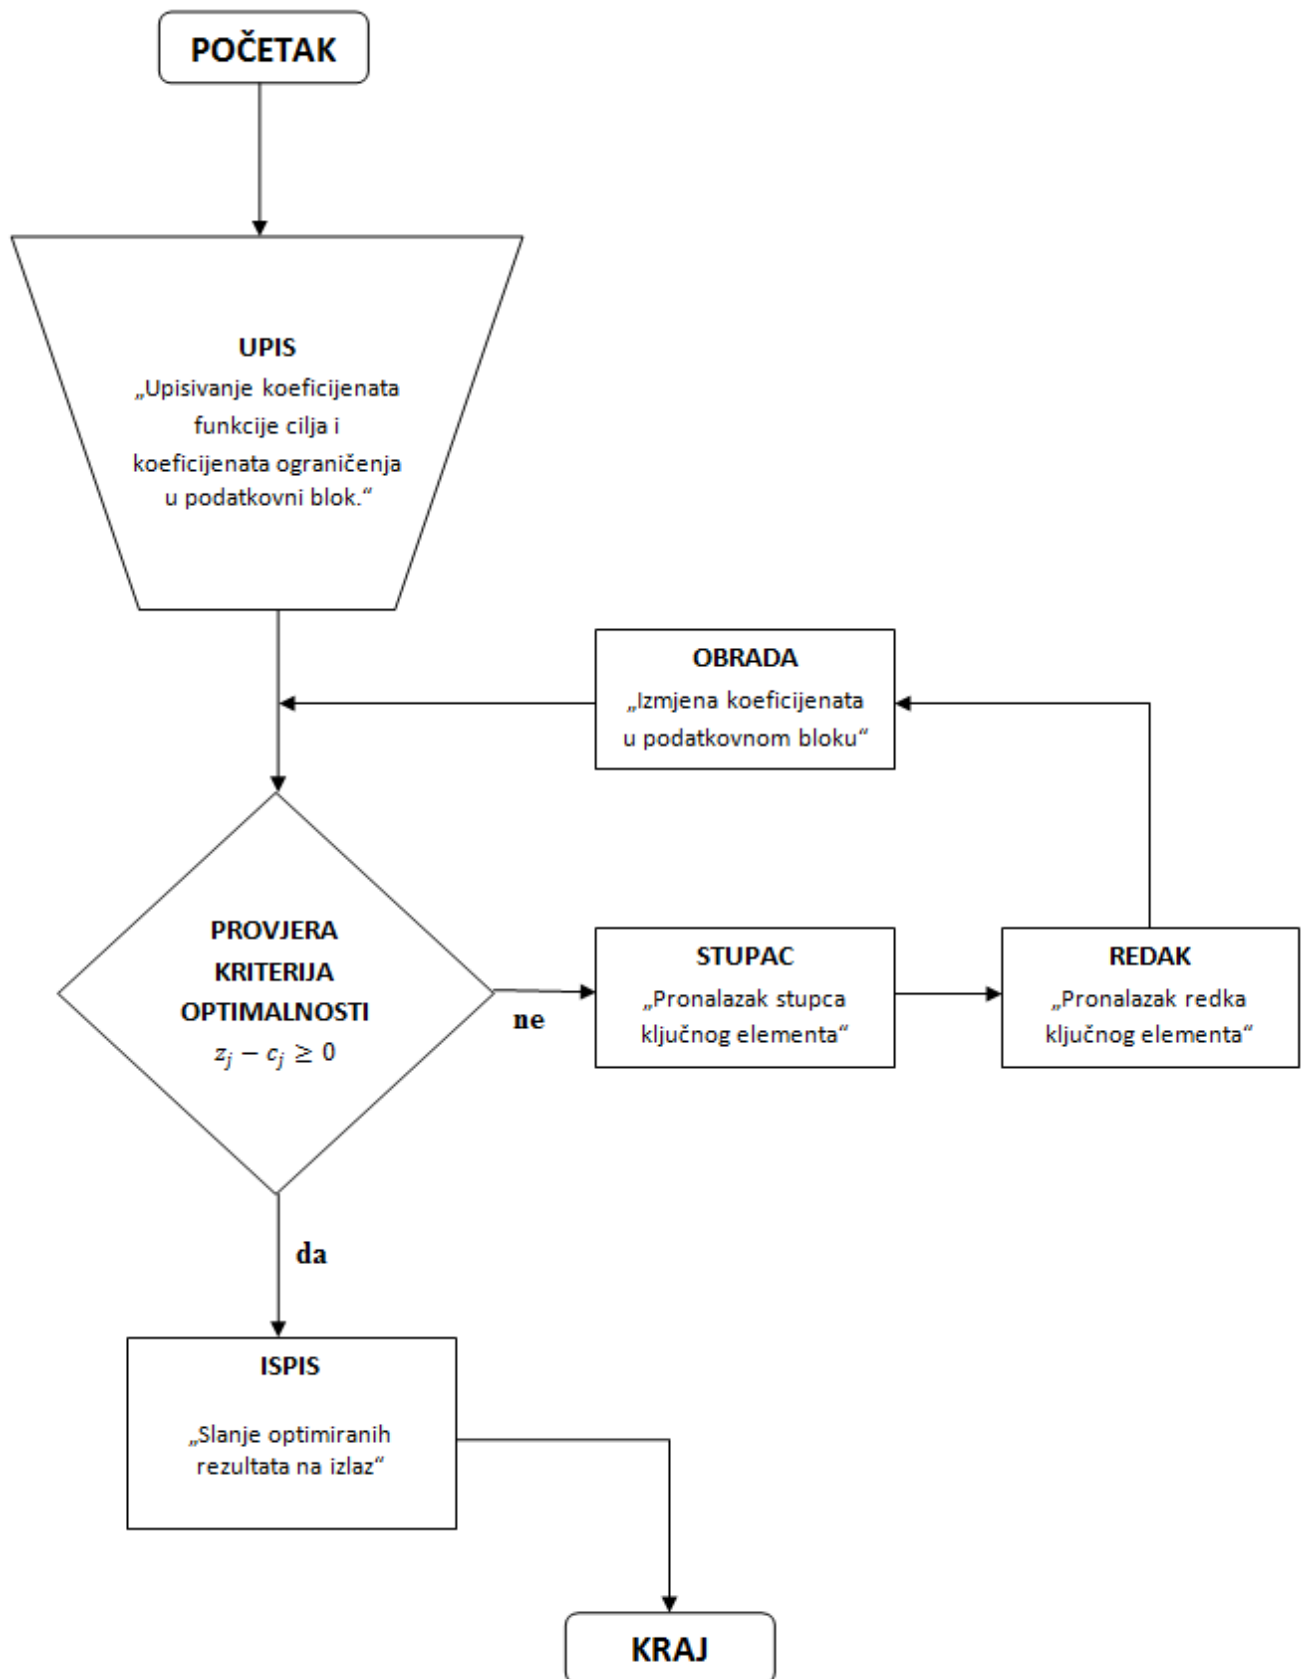 POČETAK
UPIS
„Upisivanje koeficijenata
funkcije cilja i
koeficijenata ograničenja
u podatkovni blok.“
OBRADA
„Izmjena koeficijenata
u podatkovnom bloku“
PROVJERA
KRITERIJA
OPTIMALNOSTI
z_j − c_j ≥ 0
ne
STUPAC
„Pronalazak stupca
ključnog elementa“
REDAK
„Pronalazak redka
ključnog elementa“
da
ISPIS
„Slanje optimiranih
rezultata na izlaz“
KRAJ